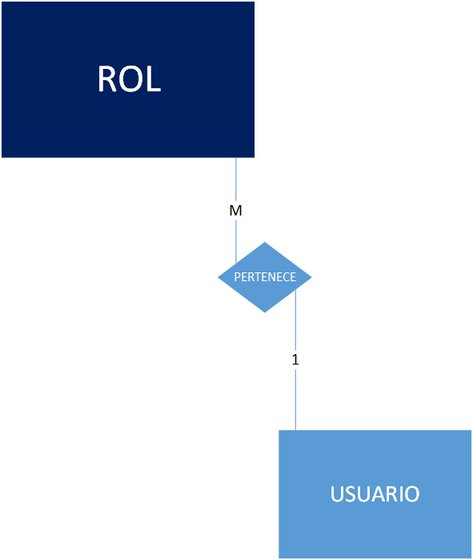 ROL
M
PERTENECE
1
USUARIO